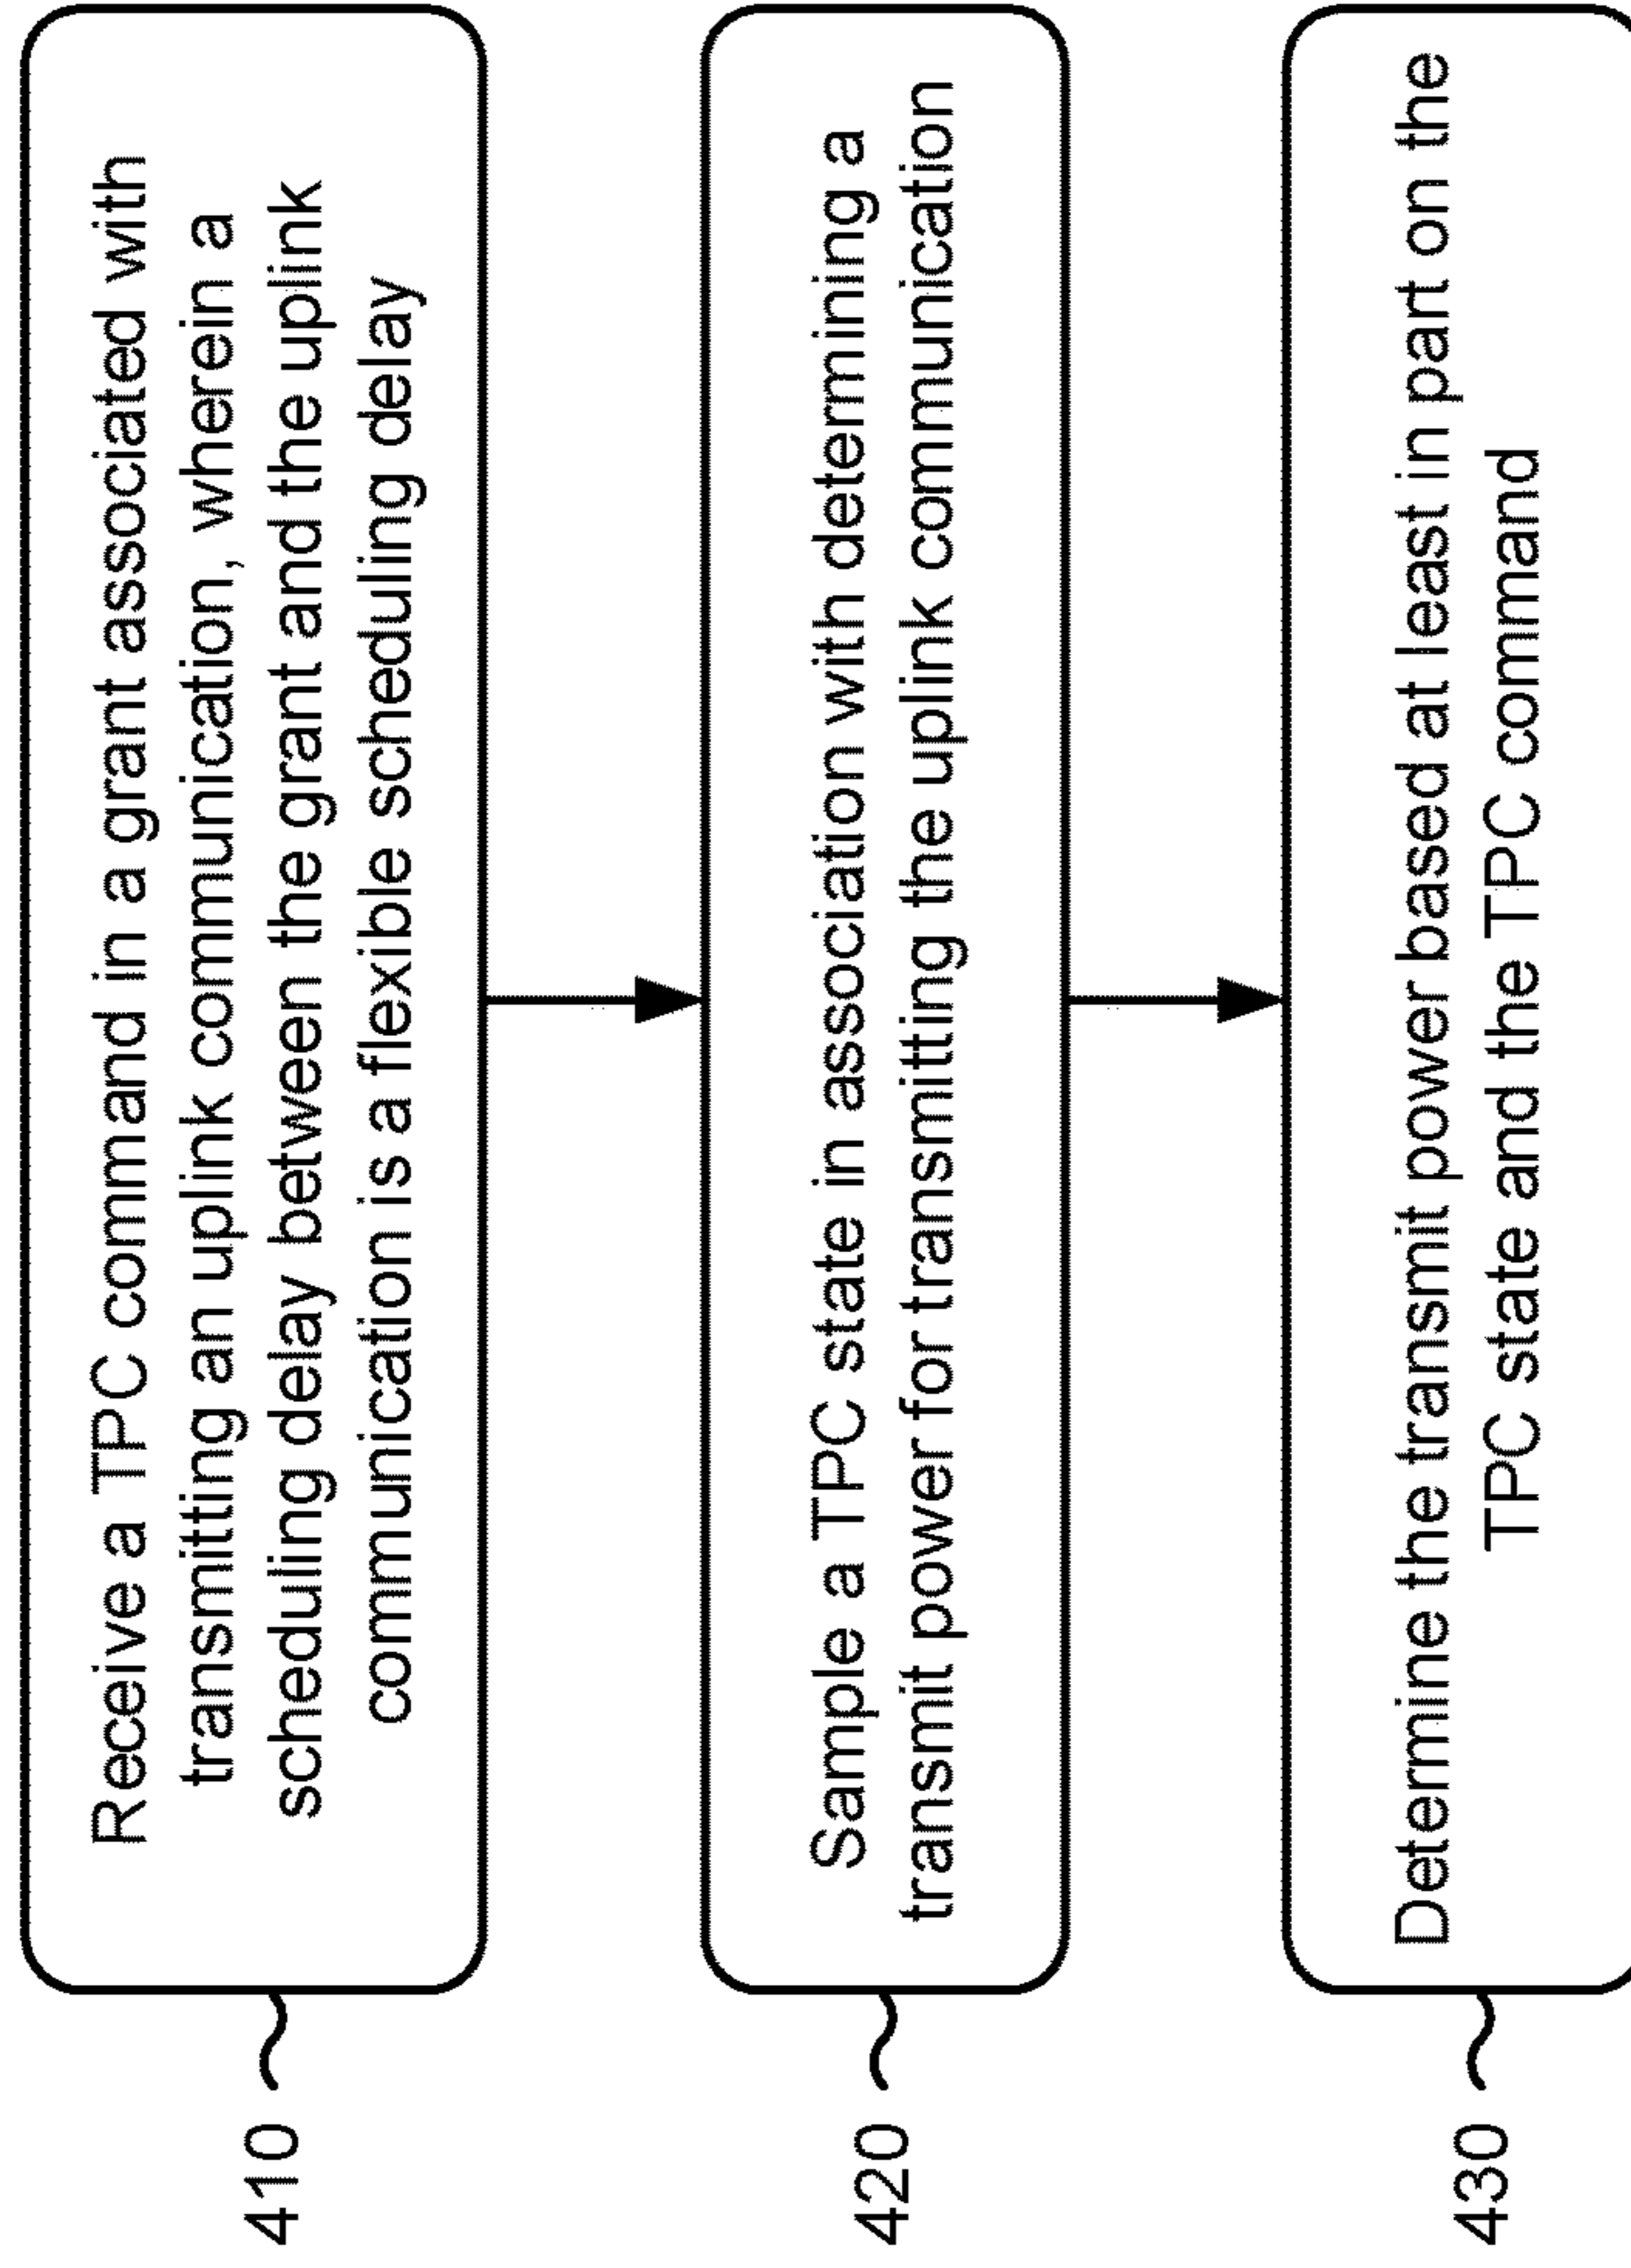 410
Receive a TPC command in a grant associated with
transmitting an uplink communication, wherein a
scheduling delay between the grant and the uplink
communication is a flexible scheduling delay
420
Sample a TPC state in association with determining a
transmit power for transmitting the uplink communication
430
Determine the transmit power based at least in part on the
TPC state and the TPC command